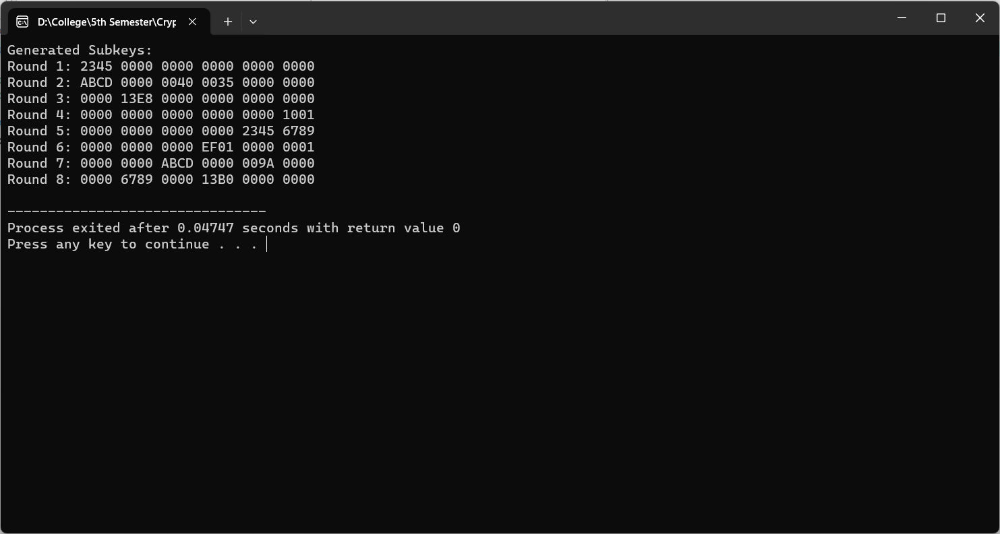 D:\College\5th Semester\Cryp
Generated Subkeys:
Round 1: 2345 0000 0000 0000 0000 0000
Round 2: ABCD 0000 0040 0035 0000 0000
Round 3: 0000 13E8 0000 0000 0000 0000
Round 4: 0000 0000 0000 0000 0000 1001
Round 5: 0000 0000 0000 0000 2345 6789
Round 6: 0000 0000 0000 EF01 0000 0001
Round 7: 0000 0000 ABCD 0000 009A 0000
Round 8: 0000 6789 0000 13B0 0000 0000
--------------------------------
Process exited after 0.04747 seconds with return value 0
Press any key to continue . . .